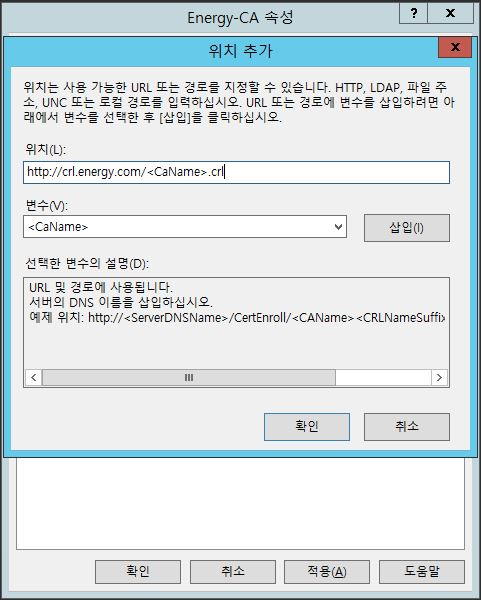 Energy-CA 속성
?
x
위치 추가
x
위치는 사용 가능한 URL 또는 경로를 지정할 수 있습니다. HTTP, LDAP, 파일 주
소, UNC 또는 로컬 경로를 입력하십시오. URL 또는 경로에 변수를 삽입하려면 아
래에서 변수를 선택한 후 [삽입]을 클릭하십시오.
위치(L):
http://crl.energy.com/<CaName>.crl
변수(V):
<CaName>
삽입(I)
선택한 변수의 설명(D):
URL 및 경로에 사용됩니다.
서버의 DNS 이름을 삽입하십시오.
예제 위치: http://<ServerDNSName>/CertEnroll/<CAName><CRLNameSuffix
확인
취소
확인
취소
적용(A)
도움말